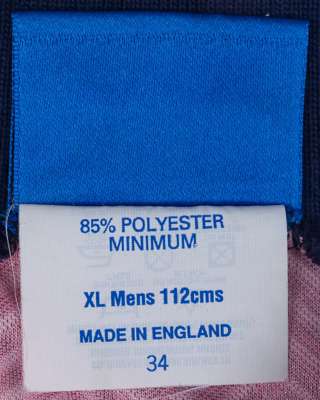 85% POLYESTER
MINIMUM
XL Mens 112cms
MADE IN ENGLAND
34